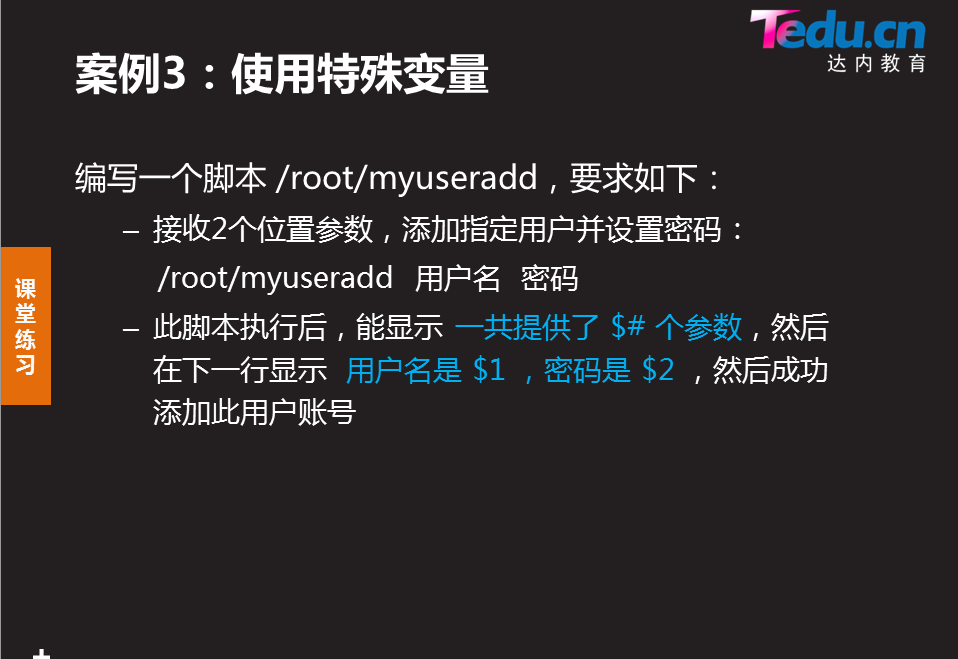 Tedu.cn
达内教育
案例3：使用特殊变量
编写一个脚本 /root/myuseradd，要求如下：
– 接收2个位置参数，添加指定用户并设置密码：
/root/myuseradd 用户名 密码
– 此脚本执行后，能显示 一共提供了 $# 个参数，然后
在下一行显示 用户名是 $1 ，密码是 $2 ，然后成功
添加此用户账号
课
堂
练
习
+